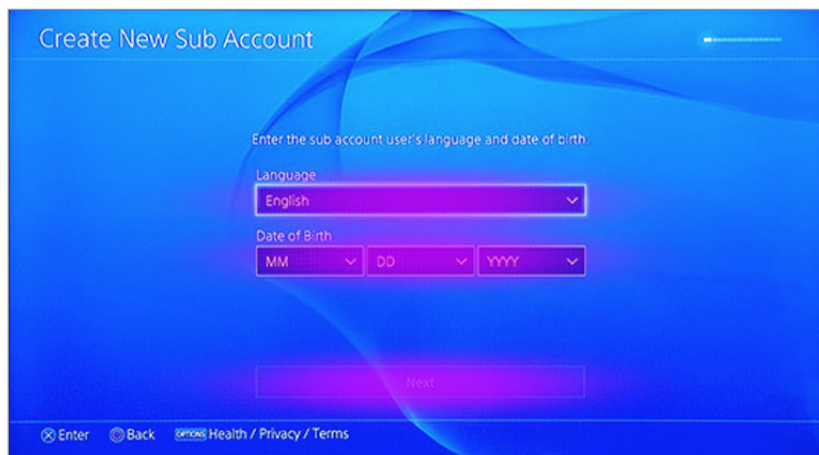 Create New Sub Account
Enter the sub account user's language and date of birth.
Language
English
Date of Birth
MM DD YYYY
Next
Enter Back OPTIONS Health / Privacy / Terms